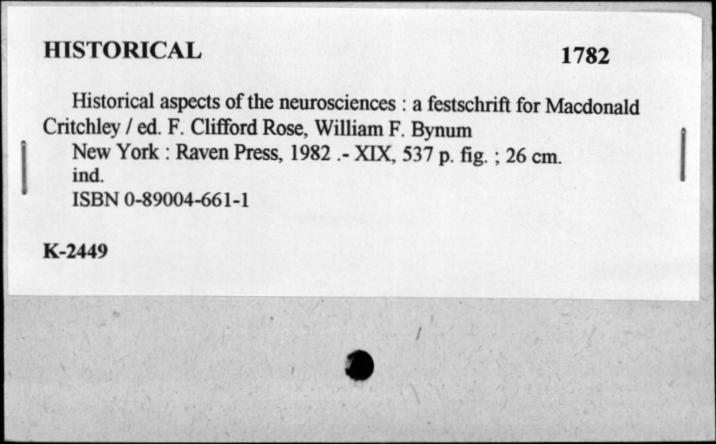 HISTORICAL 1782
Historical aspects of the neurosciences : a festschrift for Macdonald
Critchley / ed. F. Clifford Rose, William F. Bynum
New York : Raven Press, 1982 .- XIX, 537 p. fig. ; 26 cm.
ind.
ISBN 0-89004-661-1
K-2449